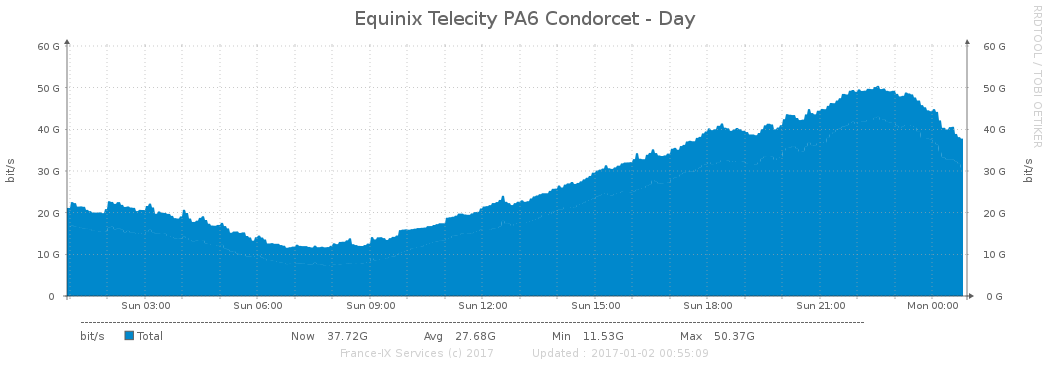 Equinix Telecity PA6 Condorcet - Day
RRDTOOL / TOBI OETIKER
60 G 60 G
50 G 50 G
40 G 40 G
30 G 30 G
20 G 20 G
10 G 10 G
0 0 G
bit/s
bit/s
Sun 03:00 Sun 06:00 Sun 09:00 Sun 12:00 Sun 15:00 Sun 18:00 Sun 21:00 Mon 00:00
bit/s Total Now 37.72G Avg 27.68G Min 11.53G Max 50.37G
France-IX Services (c) 2017 Updated : 2017-01-02 00:55:09